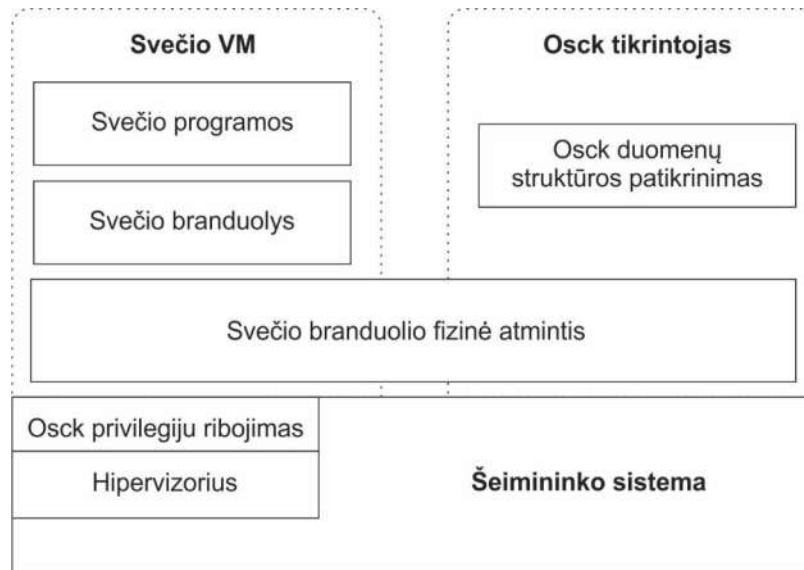 Svečio VM
Osck tikrintojas
Svečio programos
Osck duomenų
struktūros patikrinimas
Svečio branduolys
Svečio branduolio fizinė atmintis
Osck privilegiju ribojimas
Hipervizorius
Šeimininko sistema